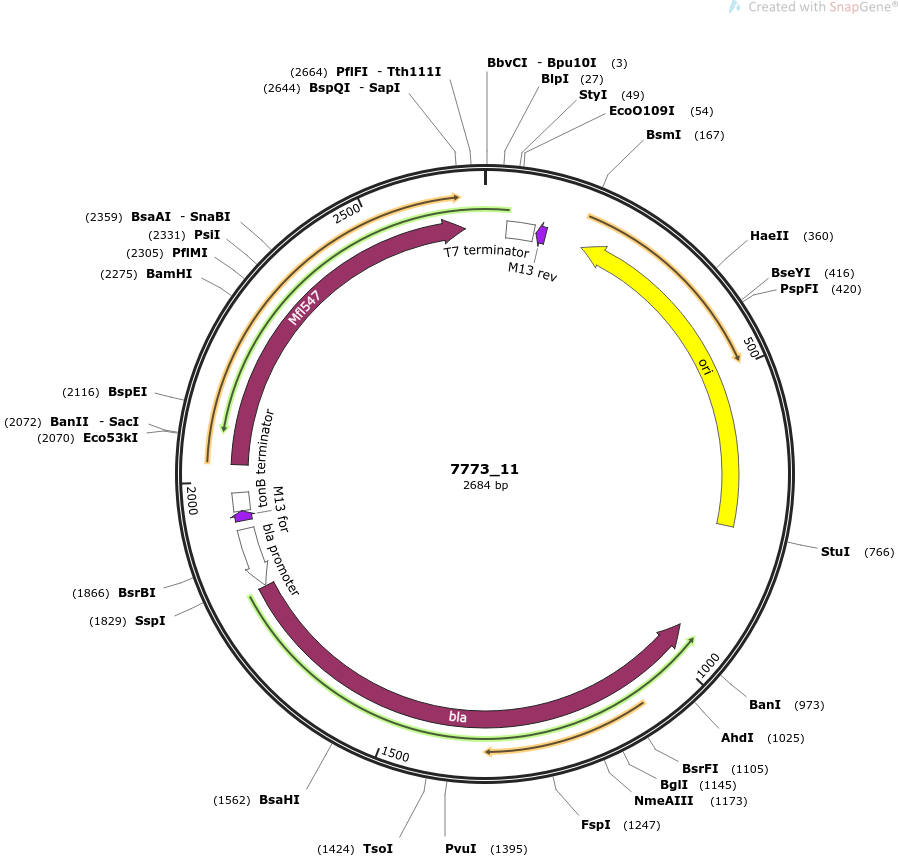 Created with SnapGene®
(2664) PflFI - Tth111I
(2644) BspQI - SapI
BbvCI - Bpu10I (3)
BlpI (27)
StyI (49)
EcoO109I (54)
BsmI (167)
HaeII (360)
BseYI (416)
PspFI (420)
StuI (766)
BanI (973)
AhdI (1025)
BsrFI (1105)
BglI (1145)
NmeAIII (1173)
FspI (1247)
PvuI (1395)
(1424) TsoI
(1562) BsaHI
(1829) SspI
(1866) BsrBI
(2070) Eco53kI
(2072) BanII - SacI
(2116) BspEI
(2275) BamHI
(2305) PflMI
(2331) PsiI
(2359) BsaAI - SnaBI
500
1000
1500
2000
2500
T7 terminator
M13 rev
ori
bla
bla promoter
M13 for
tonB terminator
Mfl547
7773_11
2684 bp